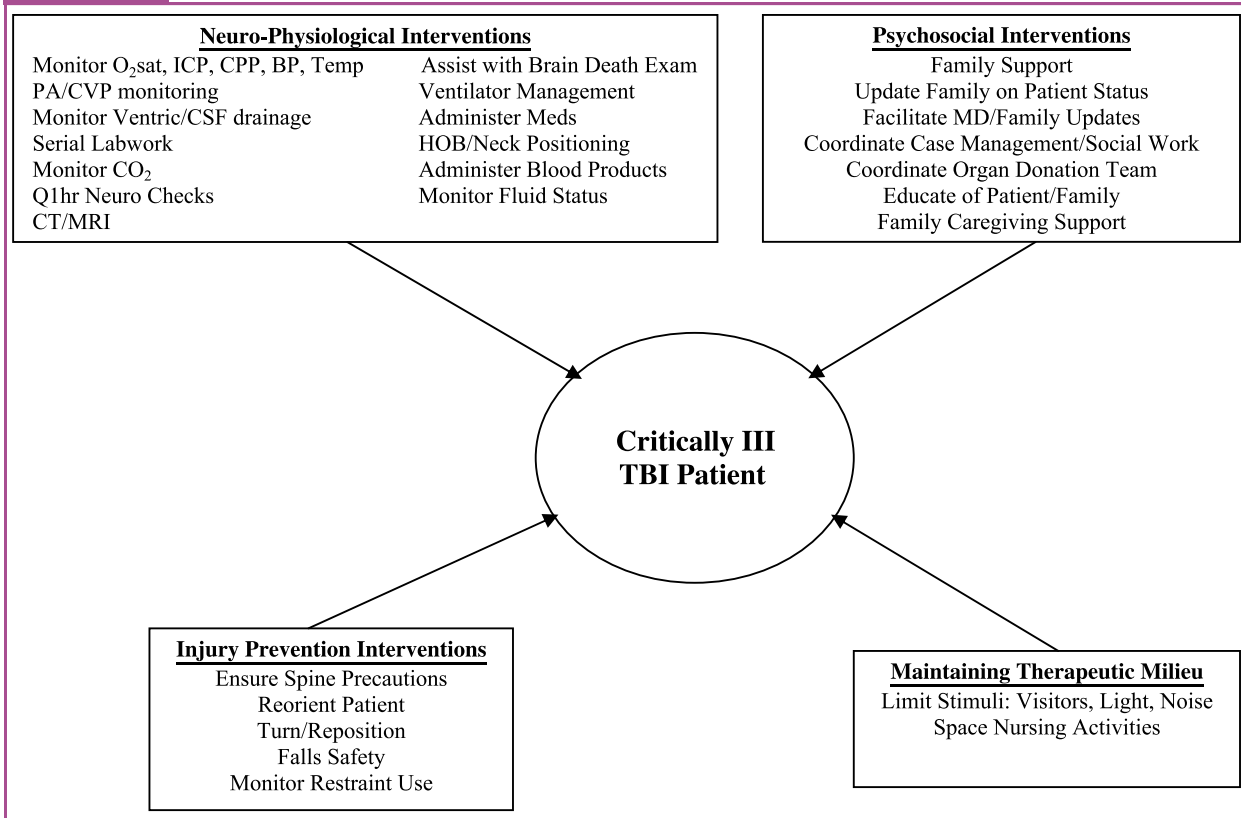 Neuro-Physiological Interventions
Monitor O₂sat, ICP, CPP, BP, Temp
PA/CVP monitoring
Monitor Ventric/CSF drainage
Serial Labwork
Monitor CO₂
Q1hr Neuro Checks
CT/MRI
Assist with Brain Death Exam
Ventilator Management
Administer Meds
HOB/Neck Positioning
Administer Blood Products
Monitor Fluid Status
Psychosocial Interventions
Family Support
Update Family on Patient Status
Facilitate MD/Family Updates
Coordinate Case Management/Social Work
Coordinate Organ Donation Team
Educate of Patient/Family
Family Caregiving Support
Critically III
TBI Patient
Injury Prevention Interventions
Ensure Spine Precautions
Reorient Patient
Turn/Reposition
Falls Safety
Monitor Restraint Use
Maintaining Therapeutic Milieu
Limit Stimuli: Visitors, Light, Noise
Space Nursing Activities